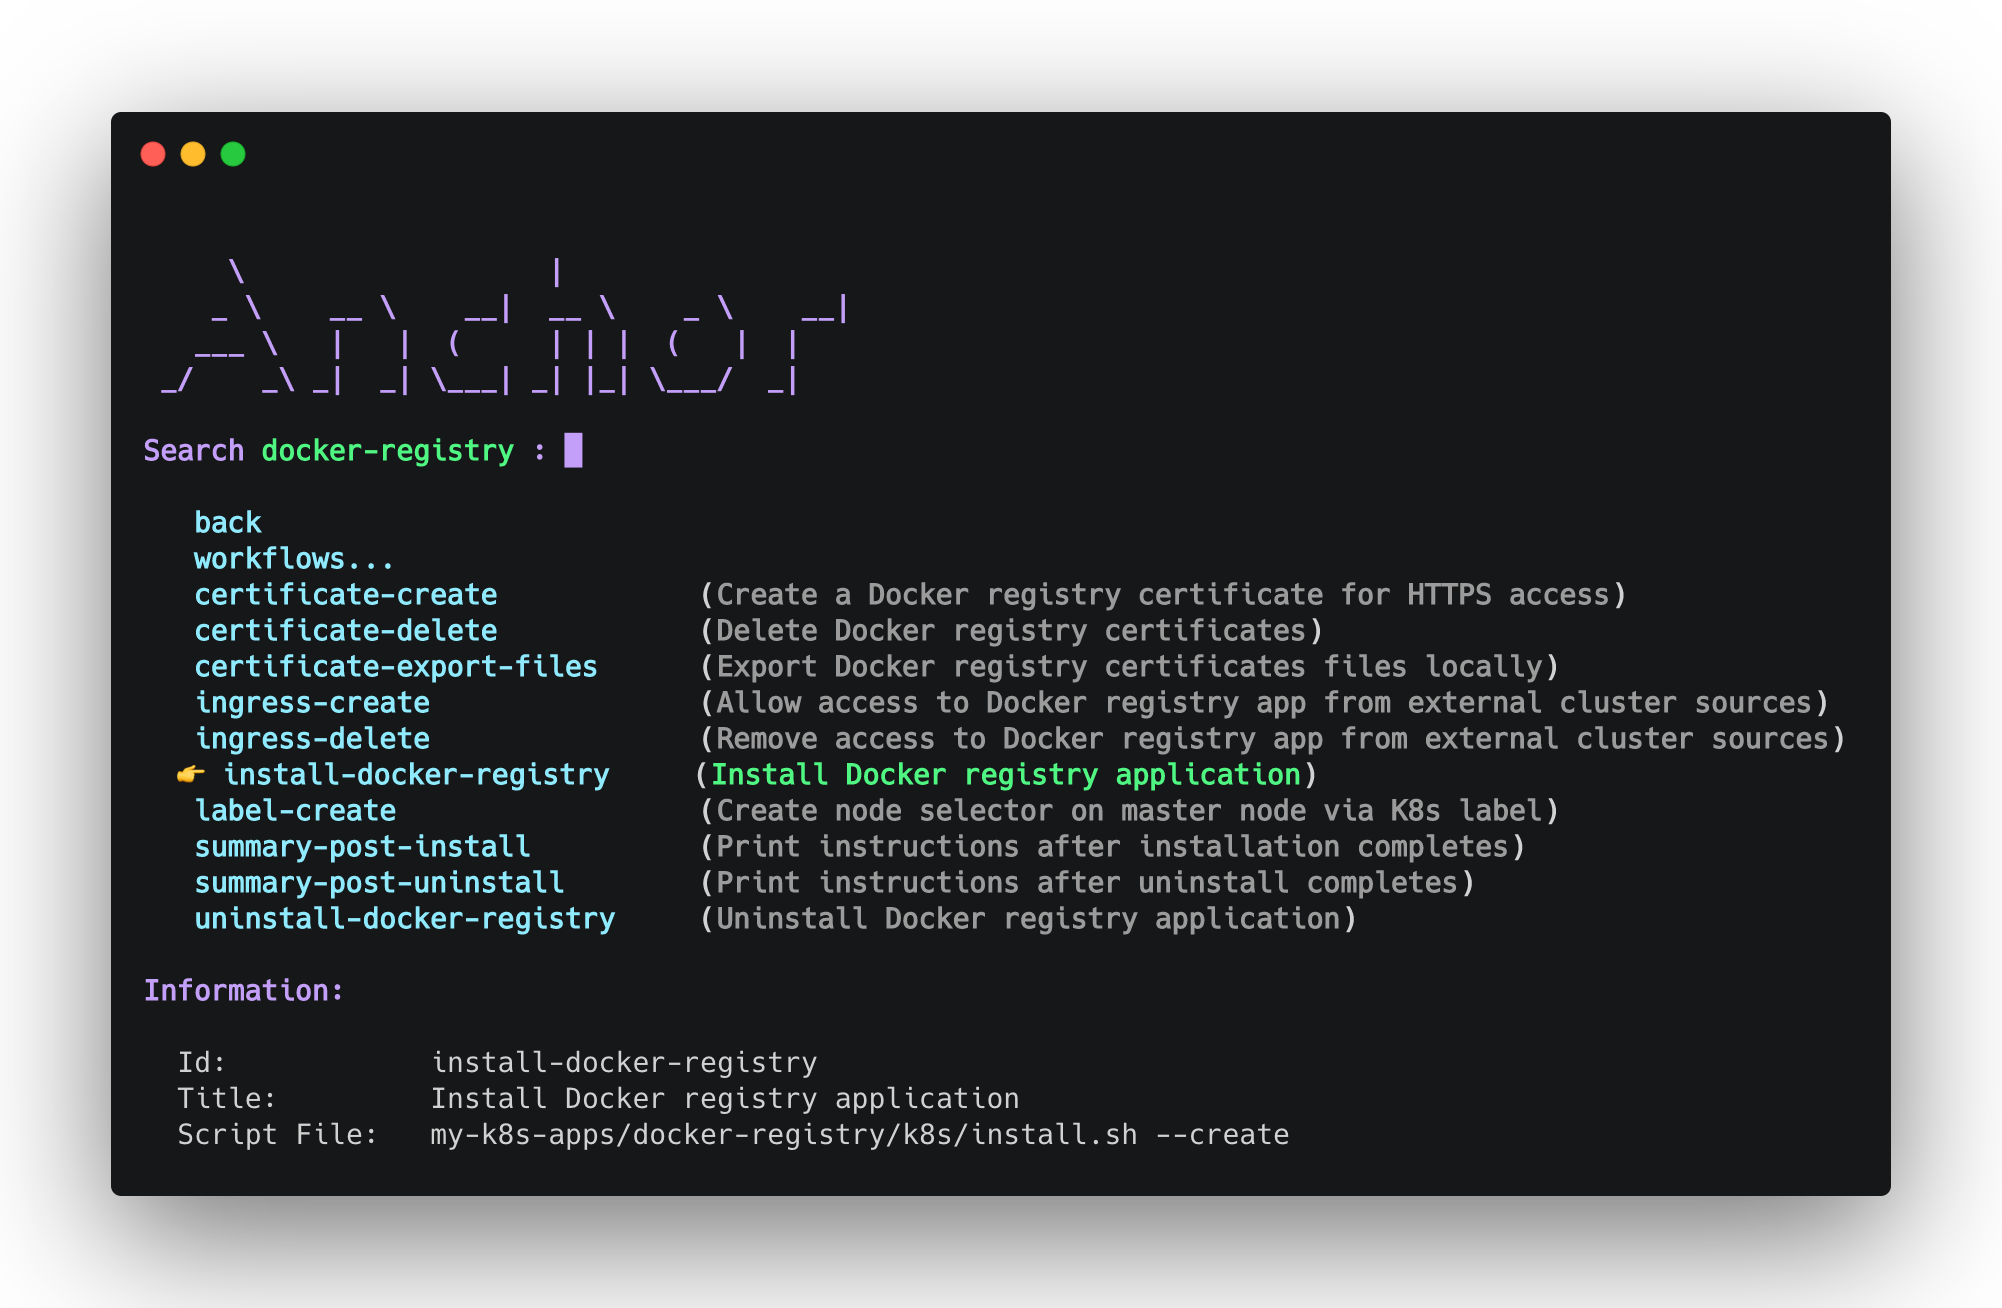 Anchor
Search docker-registry :
back
workflows...
certificate-create (Create a Docker registry certificate for HTTPS access)
certificate-delete (Delete Docker registry certificates)
certificate-export-files (Export Docker registry certificates files locally)
ingress-create (Allow access to Docker registry app from external cluster sources)
ingress-delete (Remove access to Docker registry app from external cluster sources)
👉 install-docker-registry (Install Docker registry application)
label-create (Create node selector on master node via K8s label)
summary-post-install (Print instructions after installation completes)
summary-post-uninstall (Print instructions after uninstall completes)
uninstall-docker-registry (Uninstall Docker registry application)
Information:
Id: install-docker-registry
Title: Install Docker registry application
Script File: my-k8s-apps/docker-registry/k8s/install.sh --create